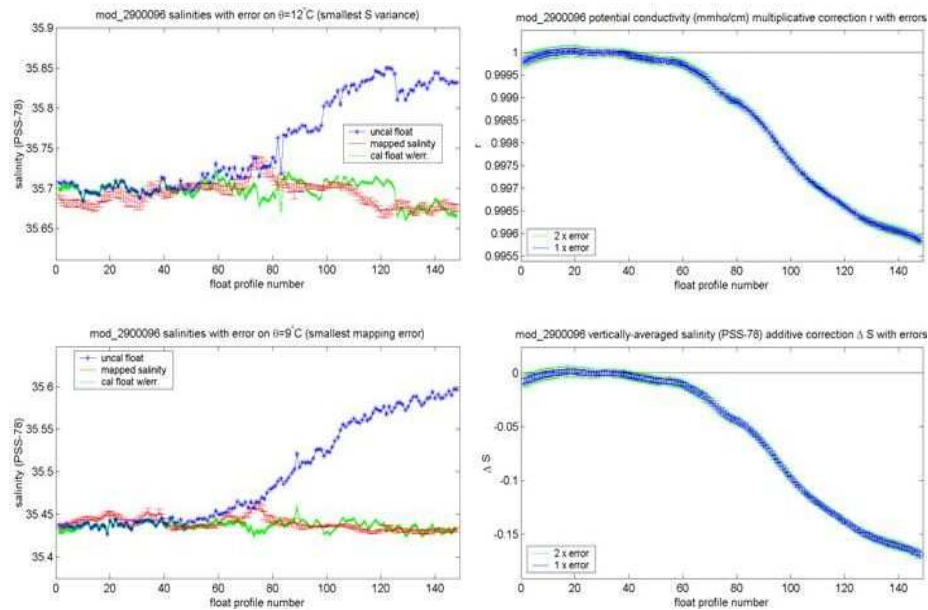 mod_2900096 salinities with error on θ=12°C (smallest S variance)
35.9
35.85
35.8
35.75
35.7
35.65
salinity (PSS-78)
uncal float
mapped salinity
cal float w/err.
0 20 40 60 80 100 120 140
float profile number
mod_2900096 potential conductivity (mmho/cm) multiplicative correction r with errors
1
0.9995
0.999
0.9985
0.998
0.9975
0.997
0.9965
0.996
0.9955
r
2 x error
1 x error
0 20 40 60 80 100 120 140
float profile number
mod_2900096 salinities with error on θ=9°C (smallest mapping error)
35.6
35.55
35.5
35.45
35.4
salinity (PSS-78)
uncal float
mapped salinity
cal float w/err.
0 20 40 60 80 100 120 140
float profile number
mod_2900096 vertically-averaged salinity (PSS-78) additive correction Δ S with errors
0
-0.05
-0.1
-0.15
Δ S
2 x error
1 x error
0 20 40 60 80 100 120 140
float profile number